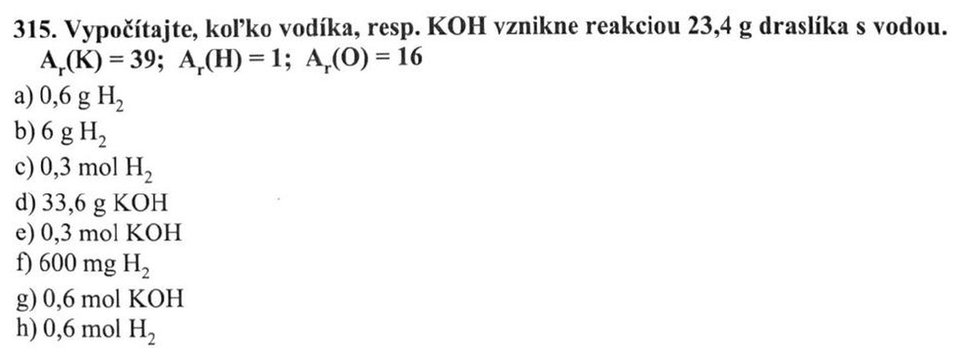 315. Vypočítajte, koľko vodíka, resp. KOH vznikne reakciou 23,4 g draslíka s vodou.
Aᵣ(K) = 39; Aᵣ(H) = 1; Aᵣ(O) = 16
a) 0,6 g H₂
b) 6 g H₂
c) 0,3 mol H₂
d) 33,6 g KOH
e) 0,3 mol KOH
f) 600 mg H₂
g) 0,6 mol KOH
h) 0,6 mol H₂